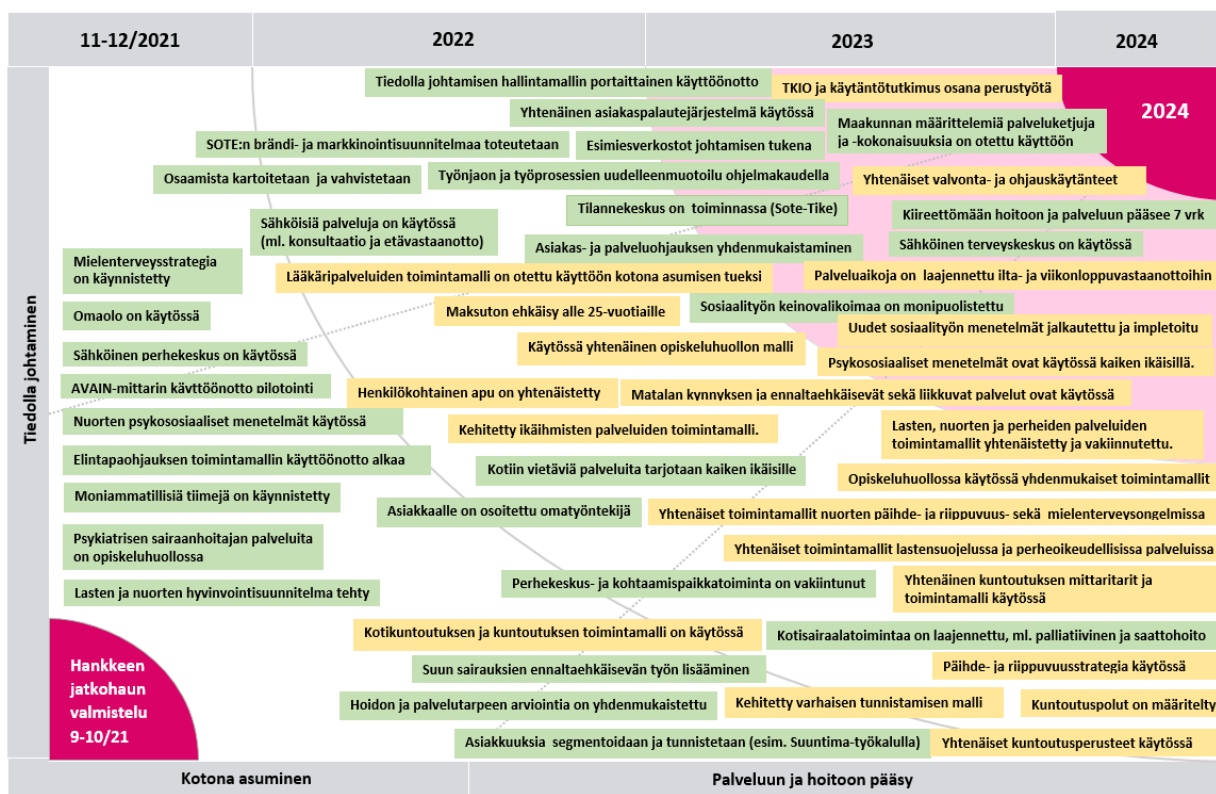 11-12/2021
2022
2023
2024
Tiedolla johtaminen
2024
Tiedolla johtamisen hallintamallin portaittainen käyttöönotto
TKIO ja käytäntötutkimus osana perustyötä
Yhtenäinen asiakaspalautejärjestelmä käytössä
Maakunnan määrittelemiä palveluketjuja
ja -kokonaisuuksia on otettu käyttöön
SOTE:n brändi- ja markkinointisuunnitelmaa toteutetaan
Esimiesverkostot johtamisen tukena
Osaamista kartoitetaan ja vahvistetaan
Työnjaon ja työprosessien uudelleenmuotoilu ohjelmakaudella
Yhtenäiset valvonta- ja ohjauskäytänteet
Tilannekeskus on toiminnassa (Sote-Tike)
Kiireettömään hoitoon ja palveluun pääsee 7 vrk
Sähköisiä palveluja on käytössä
(ml. konsultaatio ja etävastaanotto)
Asiakas- ja palveluohjauksen yhdenmukaistaminen
Sähköinen terveyskeskus on käytössä
Mielenterveysstrategia
on käynnistetty
Lääkäripalveluiden toimintamalli on otettu käyttöön kotona asumisen tueksi
Palveluaikoja on laajennettu ilta- ja viikonloppuvastaanottoihin
Omaolo on käytössä
Maksuton ehkäisy alle 25-vuotiaille
Sosiaalityön keinovalikoimaa on monipuolistettu
Uudet sosiaalityön menetelmät jalkautettu ja impletoitu
Sähköinen perhekeskus on käytössä
Käytössä yhtenäinen opiskeluhuollon malli
Psykososiaaliset menetelmät ovat käytössä kaiken ikäisillä.
AVAIN-mittarin käyttöönotto pilotointi
Henkilökohtainen apu on yhtenäistetty
Matalan kynnyksen ja ennaltaehkäisevät sekä liikkuvat palvelut ovat käytössä
Nuorten psykososiaaliset menetelmät käytössä
Kehitetty ikäihmisten palveluiden toimintamalli.
Lasten, nuorten ja perheiden palveluiden
toimintamallit yhtenäistetty ja vakiinnutettu.
Elintapaohjauksen toimintamallin käyttöönotto alkaa
Kotiin vietäviä palveluita tarjotaan kaiken ikäisille
Opiskeluhuollossa käytössä yhdenmukaiset toimintamallit
Moniammatillisiä tiimejä on käynnistetty
Asiakkaalle on osoitettu omatyöntekijä
Yhtenäiset toimintamallit nuorten päihde- ja riippuvuus- sekä mielenterveysongelmissa
Psykiatrisen sairaanhoitajan palveluita
on opiskeluhuollossa
Yhtenäiset toimintamallit lastensuojelussa ja perheoikeudellisissa palveluissa
Lasten ja nuorten hyvinvointisuunnitelma tehty
Perhekeskus- ja kohtaamispaikkatoiminta on vakiintunut
Yhtenäinen kuntoutuksen mittaritarit ja
toimintamalli käytössä
Kotikuntoutuksen ja kuntoutuksen toimintamalli on käytössä
Kotisairaalatoimintaa on laajennettu, ml. palliatiivinen ja saattohoito
Hankkeen
jatkohaun
valmistelu
9-10/21
Suun sairauksien ennaltaehkäisevän työn lisääminen
Päihde- ja riippuvuusstrategia käytössä
Hoidon ja palvelutarpeen arviointia on yhdenmukaistettu
Kehitetty varhaisen tunnistamisen malli
Kuntoutuspolut on määritelty
Asiakkuuksia segmentoidaan ja tunnistetaan (esim. Suuntima-työkalulla)
Yhtenäiset kuntoutusperusteet käytössä
Kotona asuminen
Palveluun ja hoitoon pääsy